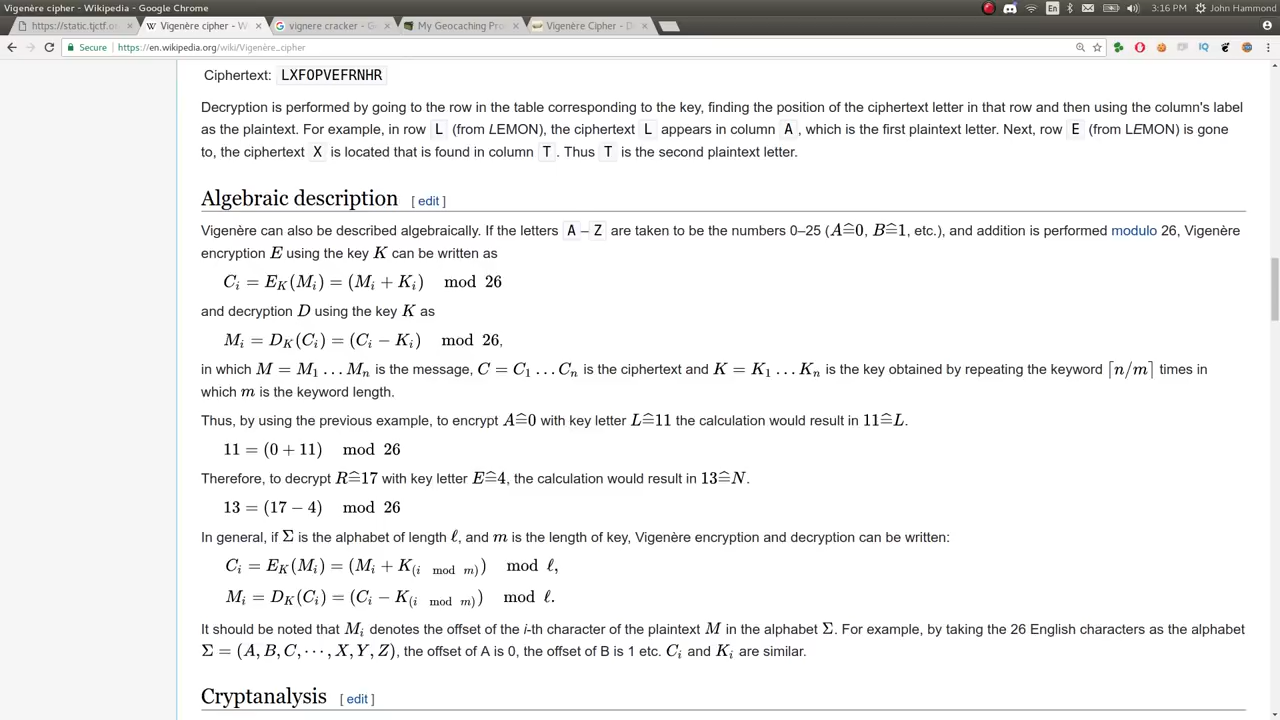 Vigenère cipher - Wikipedia - Google Chrome
En
3:16 PM
John Hammond
https://static.tjctf.o
Vigenère cipher - W
vignere cracker - G
My Geocaching Pro
Vigenère Cipher - D
Secure
https://en.wikipedia.org/wiki/Vigenère_cipher
Ciphertext: LXFOPVEFRNHR
Decryption is performed by going to the row in the table corresponding to the key, finding the position of the ciphertext letter in that row and then using the column's label
as the plaintext. For example, in row L (from LEMON), the ciphertext L appears in column A, which is the first plaintext letter. Next, row E (from LEMON) is gone
to, the ciphertext X is located that is found in column T. Thus T is the second plaintext letter.
Algebraic description [ edit ]
Vigenère can also be described algebraically. If the letters A–Z are taken to be the numbers 0–25 (A≘0, B≘1, etc.), and addition is performed modulo 26, Vigenère
encryption E using the key K can be written as
C_i = E_K(M_i) = (M_i + K_i) mod 26
and decryption D using the key K as
M_i = D_K(C_i) = (C_i − K_i) mod 26,
in which M = M_1 . . . M_n is the message, C = C_1 . . . C_n is the ciphertext and K = K_1 . . . K_n is the key obtained by repeating the keyword ⌈n/m⌉ times in
which m is the keyword length.
Thus, by using the previous example, to encrypt A≘0 with key letter L≘11 the calculation would result in 11≘L.
11 = (0 + 11) mod 26
Therefore, to decrypt R≘17 with key letter E≘4, the calculation would result in 13≘N.
13 = (17 − 4) mod 26
In general, if Σ is the alphabet of length ℓ, and m is the length of key, Vigenère encryption and decryption can be written:
C_i = E_K(M_i) = (M_i + K_(i mod m)) mod ℓ,
M_i = D_K(C_i) = (C_i − K_(i mod m)) mod ℓ.
It should be noted that M_i denotes the offset of the i-th character of the plaintext M in the alphabet Σ. For example, by taking the 26 English characters as the alphabet
Σ = (A, B, C, · · · , X, Y, Z), the offset of A is 0, the offset of B is 1 etc. C_i and K_i are similar.
Cryptanalysis [ edit ]